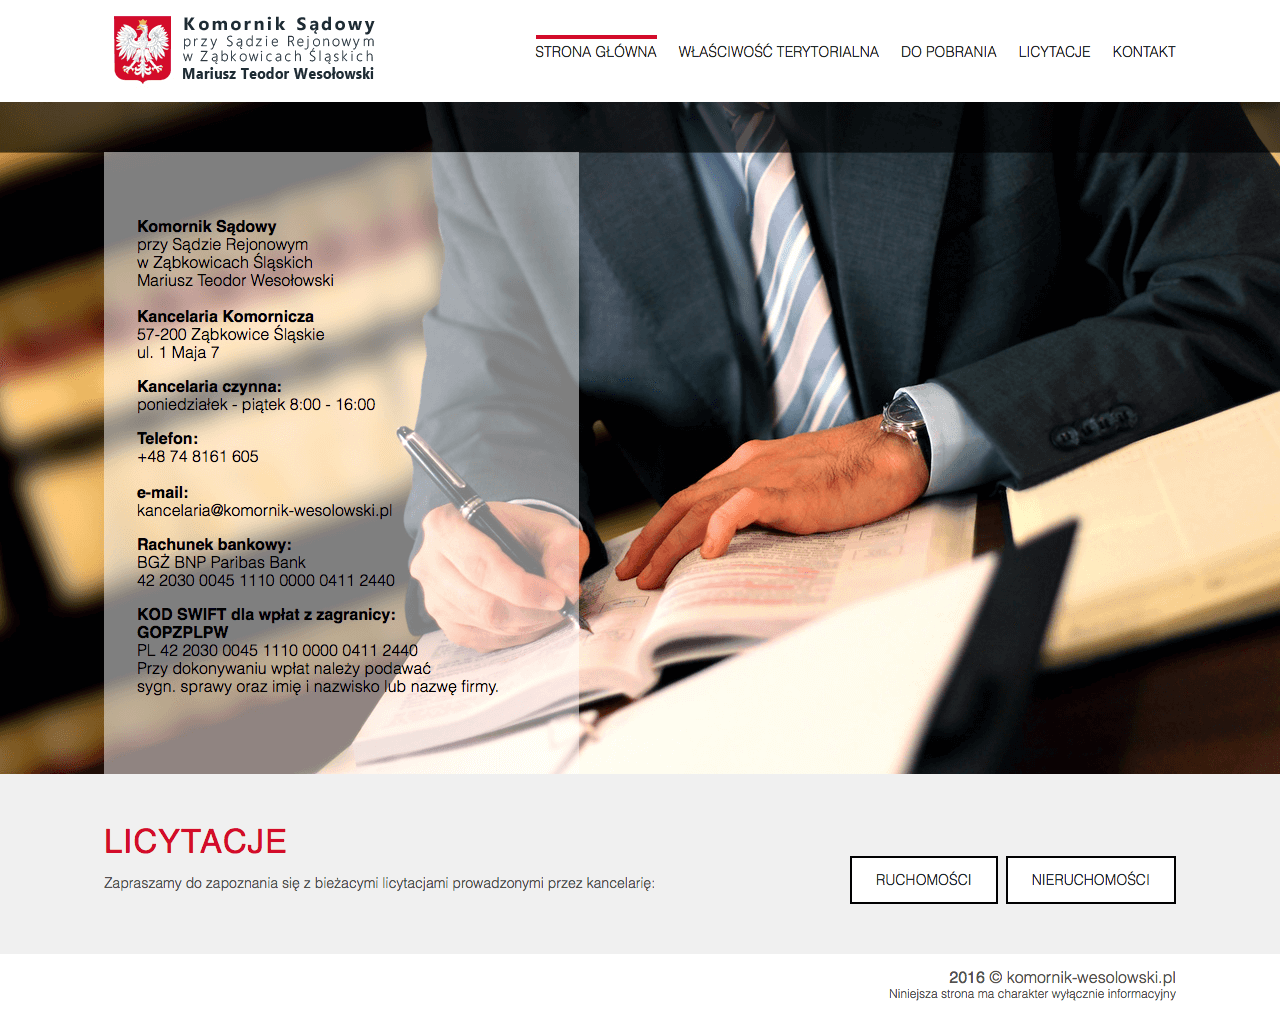 Komornik Sądowy
przy Sądzie Rejonowym
w Ząbkowicach Śląskich
Mariusz Teodor Wesołowski
STRONA GŁÓWNA WŁAŚCIWOŚĆ TERYTORIALNA DO POBRANIA LICYTACJE KONTAKT
Komornik Sądowy
przy Sądzie Rejonowym
w Ząbkowicach Śląskich
Mariusz Teodor Wesołowski
Kancelaria Komornicza
57-200 Ząbkowice Śląskie
ul. 1 Maja 7
Kancelaria czynna:
poniedziałek - piątek 8:00 - 16:00
Telefon:
+48 74 8161 605
e-mail:
kancelaria@komornik-wesolowski.pl
Rachunek bankowy:
BGŻ BNP Paribas Bank
42 2030 0045 1110 0000 0411 2440
KOD SWIFT dla wpłat z zagranicy:
GOPZPLPW
PL 42 2030 0045 1110 0000 0411 2440
Przy dokonywaniu wpłat należy podawać
sygn. sprawy oraz imię i nazwisko lub nazwę firmy.
LICYTACJE
Zapraszamy do zapoznania się z bieżacymi licytacjami prowadzonymi przez kancelarię:
RUCHOMOŚCI NIERUCHOMOŚCI
2016 © komornik-wesolowski.pl
Niniejsza strona ma charakter wyłącznie informacyjny